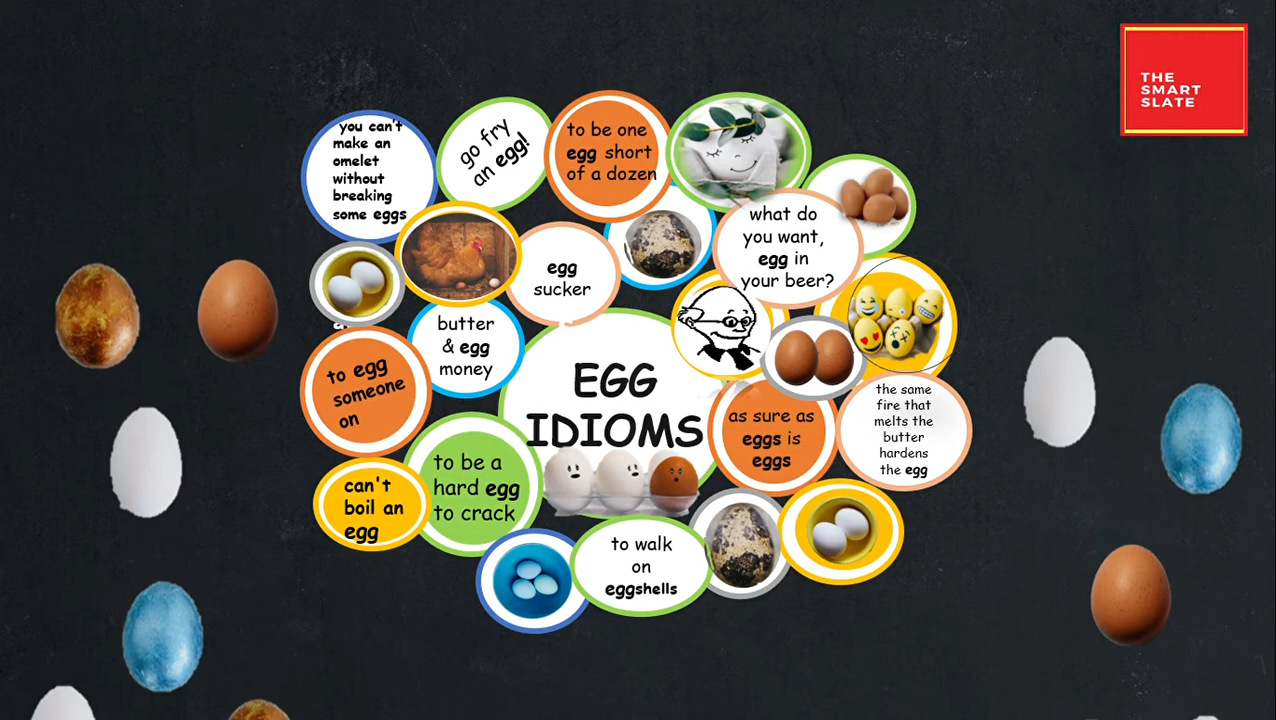 THE
SMART
SLATE
you can't
make an
omelet
without
breaking
some eggs
go fry
an egg!
to be one
egg short
of a dozen
what do
you want,
egg in
your beer?
egg
sucker
butter
& egg
money
to egg
someone
on
EGG
IDIOMS
as sure as
eggs is
eggs
the same
fire that
melts the
butter
hardens
the egg
to be a
hard egg
to crack
can't
boil an
egg
to walk
on
eggshells